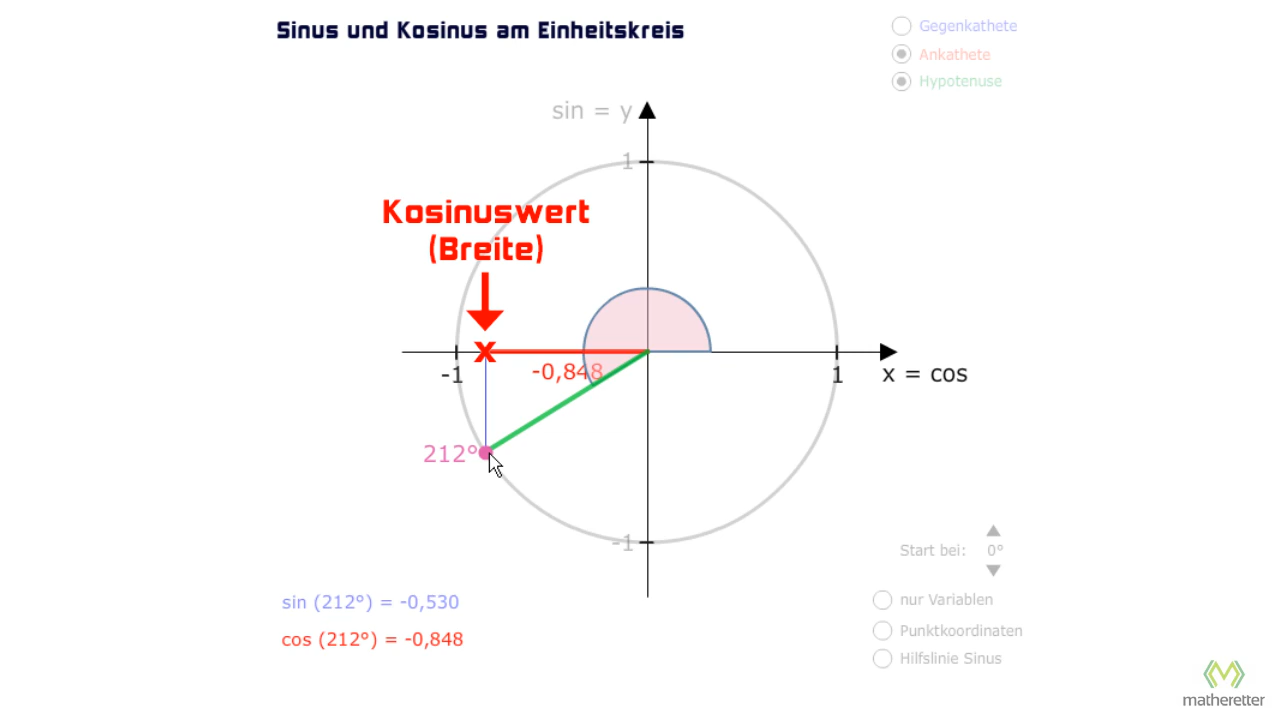 Sinus und Kosinus am Einheitskreis
Gegenkathete
Ankathete
Hypotenuse
sin = y
1
Kosinuswert
(Breite)
x
-0,848
-1
1
x = cos
212°
-1
Start bei: 0°
sin (212°) = -0,530
cos (212°) = -0,848
nur Variablen
Punktkoordinaten
Hilfslinie Sinus
matheretter